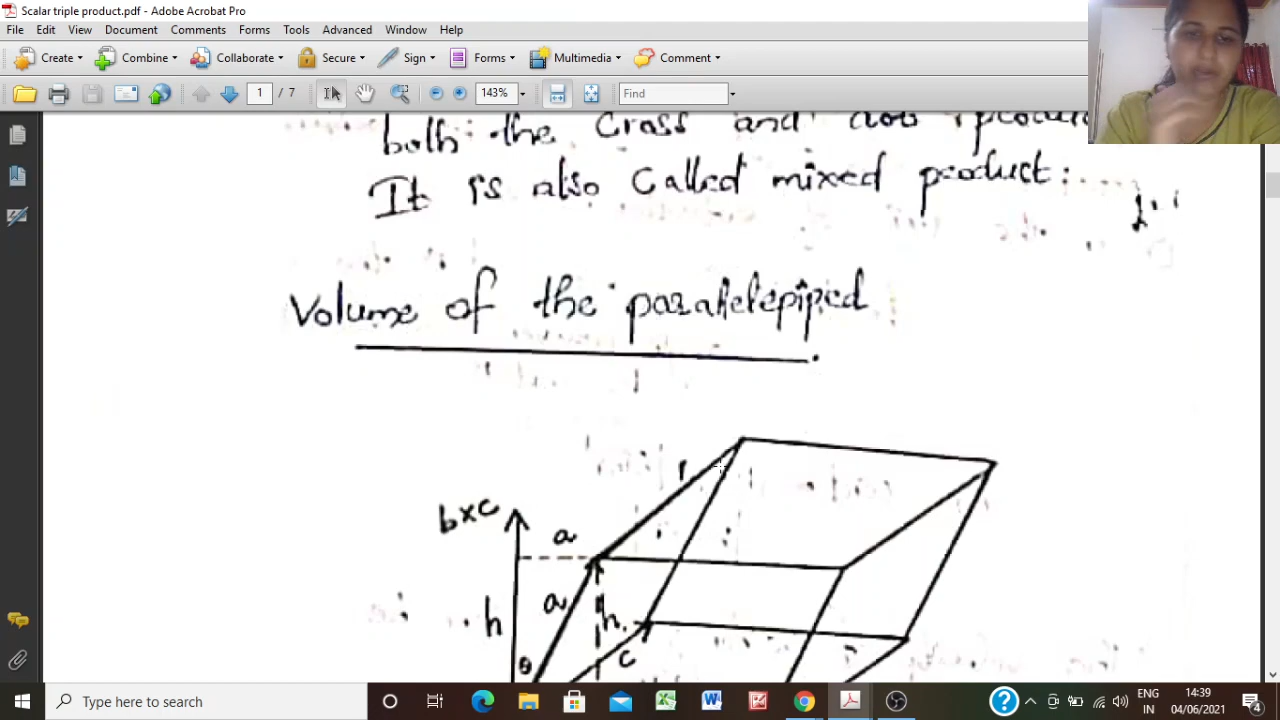 Scalar triple product.pdf - Adobe Acrobat Pro
File Edit View Document Comments Forms Tools Advanced Window Help
Create Combine Collaborate Secure Sign Forms Multimedia Comment
1 / 7 143% Find
both the Cross and
It is also Called mixed product.
Volume of the parallelepiped
b×c
a
a
h
h
θ
c
Type here to search
ENG 14:39
IN 04/06/2021
4